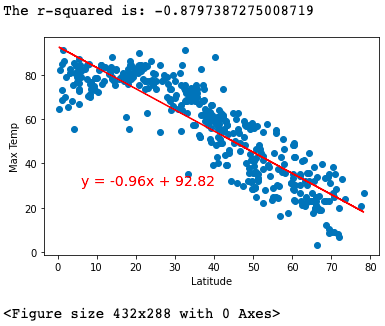 The r-squared is: -0.8797387275008719
80
60
40
20
0
Max Temp
y = -0.96x + 92.82
0 10 20 30 40 50 60 70 80
Latitude
<Figure size 432x288 with 0 Axes>